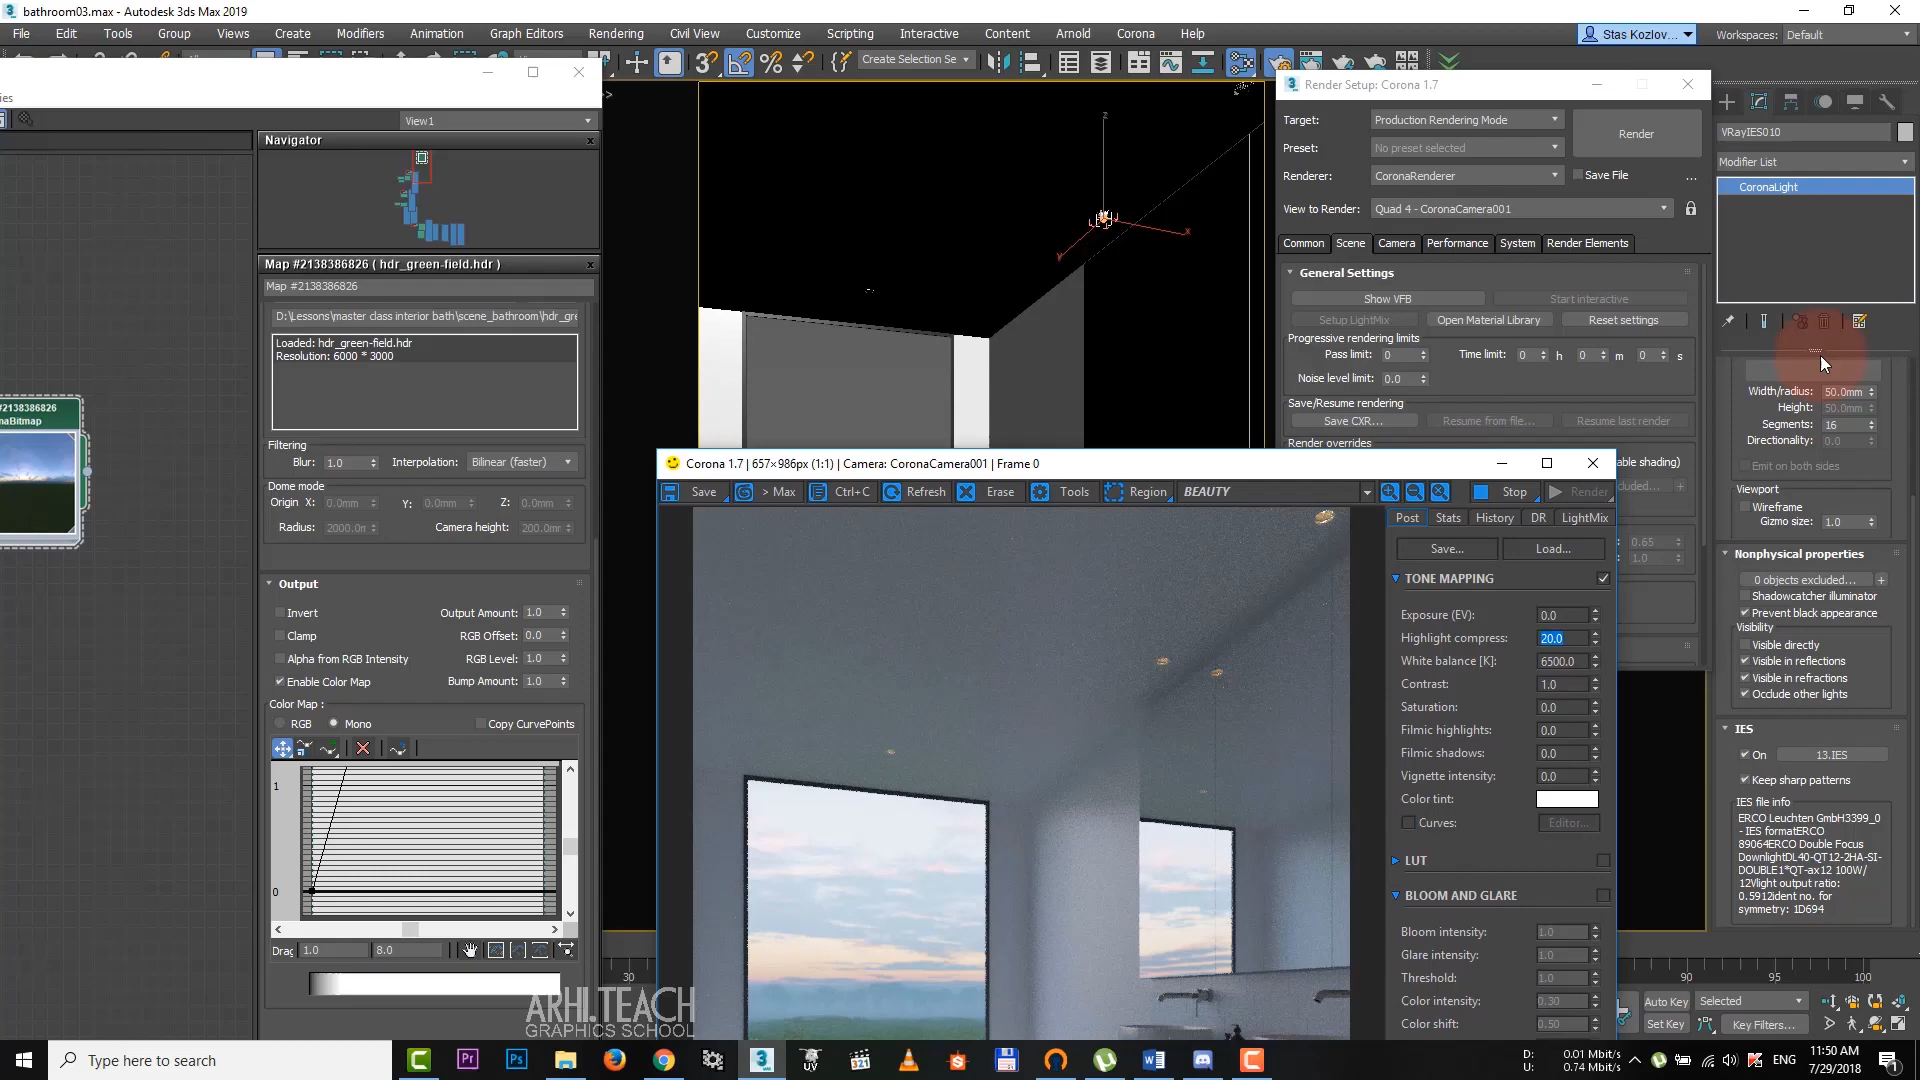 bathroom03.max - Autodesk 3ds Max 2019
File Edit Tools Group Views Create Modifiers Animation Graph Editors Rendering Civil View Customize Scripting Interactive Content Arnold Corona Help
Stas Kozlov... Workspaces: Default
Create Selection Se
ies
View1
Navigator
Map #2138386826 ( hdr_green-field.hdr )
Map #2138386826
D:\Lessons\master class interior bath\scene_bathroom\hdr_gre
Loaded: hdr_green-field.hdr
Resolution: 6000 * 3000
#2138386826
naBitmap
Filtering
Blur: 1.0 Interpolation: Bilinear (faster)
Dome mode
Origin X: 0.0mm Y: 0.0mm Z: 0.0mm
Radius: 2000.0m Camera height: 200.0m
Output
Invert Output Amount: 1.0
Clamp RGB Offset: 0.0
Alpha from RGB Intensity RGB Level: 1.0
Enable Color Map Bump Amount: 1.0
Color Map :
RGB Mono Copy CurvePoints
1
0
Drag 1.0 8.0
z
x
y
Render Setup: Corona 1.7
Target: Production Rendering Mode Render
Preset: No preset selected
Renderer: CoronaRenderer Save File ...
View to Render: Quad 4 - CoronaCamera001
Common Scene Camera Performance System Render Elements
General Settings
Show VFB Start interactive
Setup LightMix Open Material Library Reset settings
Progressive rendering limits
Pass limit: 0 Time limit: 0 h 0 m 0 s
Noise level limit: 0.0
Save/Resume rendering
Save CXR... Resume from file... Resume last render
Render overrides
able shading)
cluded... +
0.65
1.0
VRayIES010
Modifier List
CoronaLight
Width/radius: 50.0mm
Height: 50.0mm
Segments: 16
Directionality: 0.0
Emit on both sides
Viewport
Wireframe
Gizmo size: 1.0
Nonphysical properties
0 objects excluded... +
Shadowcatcher illuminator
Prevent black appearance
Visibility
Visible directly
Visible in reflections
Visible in refractions
Occlude other lights
IES
On 13.IES
Keep sharp patterns
IES file info
ERCO Leuchten GmbH3399_0
- IES formatERCO
89064ERCO Double Focus
DownlightDL40-QT12-2HA-SI-
DOUBLE1*QT-ax12 100W/
12Vlight output ratio:
0.5912ident no. for
symmetry: 1D694
Corona 1.7 | 657×986px (1:1) | Camera: CoronaCamera001 | Frame 0
Save > Max Ctrl+C Refresh Erase Tools Region BEAUTY Stop Render
Post Stats History DR LightMix
Save... Load...
TONE MAPPING
Exposure (EV): 0.0
Highlight compress: 20.0
White balance [K]: 6500.0
Contrast: 1.0
Saturation: 0.0
Filmic highlights: 0.0
Filmic shadows: 0.0
Vignette intensity: 0.0
Color tint:
Curves: Editor...
LUT
BLOOM AND GLARE
Bloom intensity: 1.0
Glare intensity: 1.0
Threshold: 1.0
Color intensity: 0.30
Color shift: 0.50
30 90 95 100
Auto Key Selected
Set Key Key Filters...
ARHI.TEACH
GRAPHICS SCHOOL
Type here to search
D: 0.01 Mbit/s
U: 0.74 Mbit/s
ENG
11:50 AM
7/29/2018